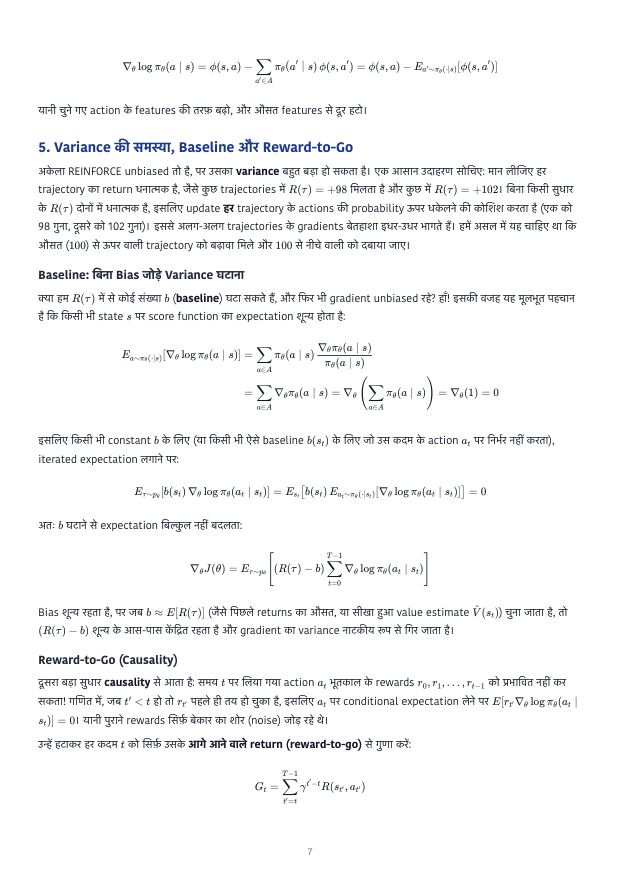 ∇_θ log π_θ(a | s) = ϕ(s, a) − ∑_{a′∈A} π_θ(a′ | s) ϕ(s, a′) = ϕ(s, a) − E_{a′∼π_θ(·|s)}[ϕ(s, a′)]
यानी चुने गए action के features की तरफ़ बढ़ो, और औसत features से दूर हटो।
5. Variance की समस्या, Baseline और Reward-to-Go
अकेला REINFORCE unbiased तो है, पर उसका variance बहुत बड़ा हो सकता है। एक आसान उदाहरण सोचिए: मान लीजिए हर
trajectory का return धनात्मक है, जैसे कुछ trajectories में R(τ) = +98 मिलता है और कुछ में R(τ) = +102। बिना किसी सुधार
के R(τ) दोनों में धनात्मक है, इसलिए update हर trajectory के actions की probability ऊपर धकेलने की कोशिश करता है (एक को
98 गुना, दूसरे को 102 गुना)। इससे अलग-अलग trajectories के gradients बेतहाशा इधर-उधर भागते हैं। हमें असल में यह चाहिए था कि
औसत (100) से ऊपर वाली trajectory को बढ़ावा मिले और 100 से नीचे वाली को दबाया जाए।
Baseline: बिना Bias जोड़े Variance घटाना
क्या हम R(τ) में से कोई संख्या b (baseline) घटा सकते हैं, और फिर भी gradient unbiased रहे? हाँ! इसकी वजह यह मूलभूत पहचान
है कि किसी भी state s पर score function का expectation शून्य होता है:
E_{a∼π_θ(·|s)}[∇_θ log π_θ(a | s)] = ∑_{a∈A} π_θ(a | s) ∇_θπ_θ(a | s) / π_θ(a | s)
= ∑_{a∈A} ∇_θπ_θ(a | s) = ∇_θ (∑_{a∈A} π_θ(a | s)) = ∇_θ(1) = 0
इसलिए किसी भी constant b के लिए (या किसी भी ऐसे baseline b(s_t) के लिए जो उस कदम के action a_t पर निर्भर नहीं करता),
iterated expectation लगाने पर:
E_{τ∼p_θ}[b(s_t) ∇_θ log π_θ(a_t | s_t)] = E_{s_t}[b(s_t) E_{a_t∼π_θ(·|s_t)}[∇_θ log π_θ(a_t | s_t)]] = 0
अतः b घटाने से expectation बिल्कुल नहीं बदलता:
∇_θJ(θ) = E_{τ∼p_θ}[(R(τ) − b) ∑_{t=0}^{T−1} ∇_θ log π_θ(a_t | s_t)]
Bias शून्य रहता है, पर जब b ≈ E[R(τ)] (जैसे पिछले returns का औसत, या सीखा हुआ value estimate V̂(s_t)) चुना जाता है, तो
(R(τ) − b) शून्य के आस-पास केंद्रित रहता है और gradient का variance नाटकीय रूप से गिर जाता है।
Reward-to-Go (Causality)
दूसरा बड़ा सुधार causality से आता है: समय t पर लिया गया action a_t भूतकाल के rewards r_0, r_1, . . . , r_{t−1} को प्रभावित नहीं कर
सकता! गणित में, जब t′ < t हो तो r_{t′} पहले ही तय हो चुका है, इसलिए a_t पर conditional expectation लेने पर E[r_{t′}∇_θ log π_θ(a_t |
s_t)] = 0। यानी पुराने rewards सिर्फ़ बेकार का शोर (noise) जोड़ रहे थे।
उन्हें हटाकर हर कदम t को सिर्फ़ उसके आगे आने वाले return (reward-to-go) से गुणा करें:
G_t = ∑_{t′=t}^{T−1} γ^{t′−t} R(s_{t′}, a_{t′})
7